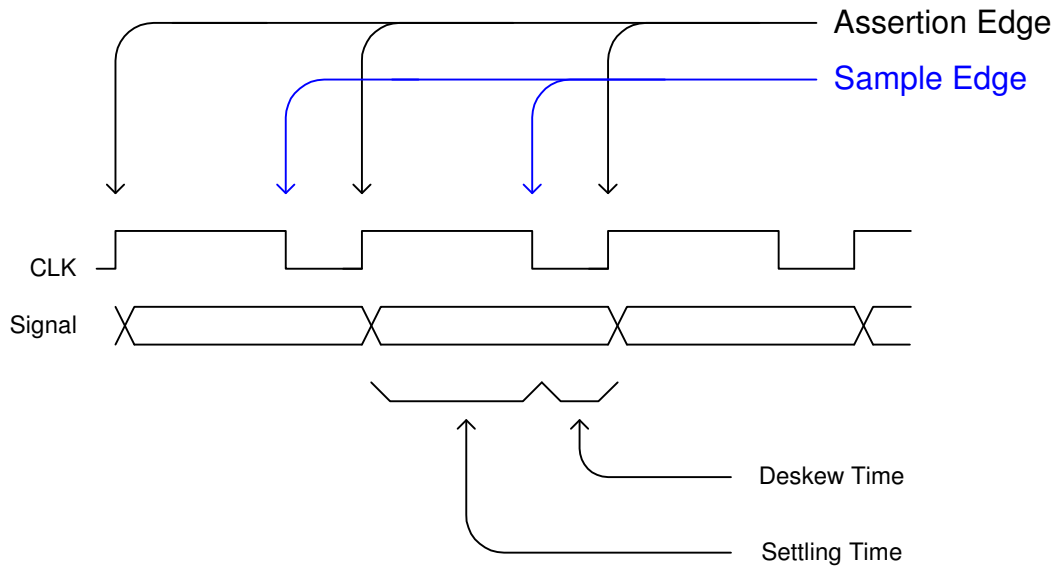 Assertion Edge
Sample Edge
CLK
Signal
Deskew Time
Settling Time